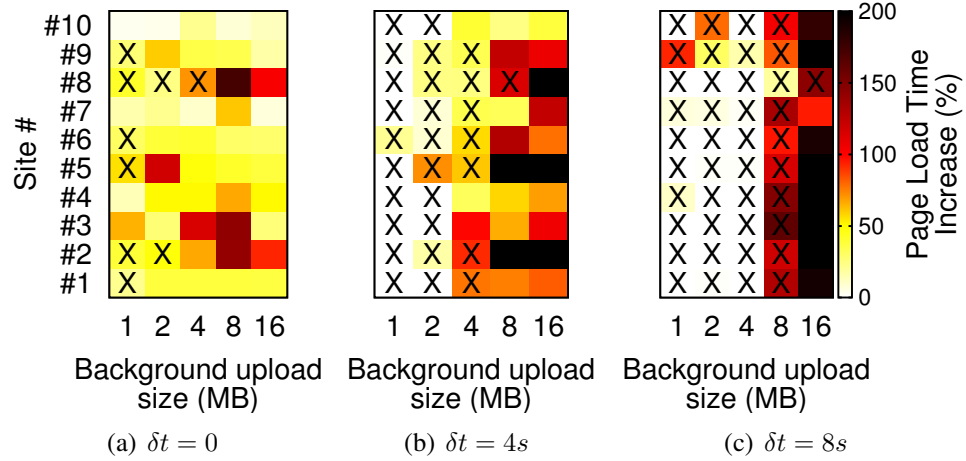 Site #
#10 X X X X X X
#9 X X X X X X X
#8 X X X X X X X X X X X
#7 X X X X X X X
#6 X X X X X X X X
#5 X X X X X X X X
#4 X X X X X X
#3 X X X X X X
#2 X X X X X X X X X
#1 X X X X X X X X
1 2 4 8 16
Background upload
size (MB)
(a) δt = 0
1 2 4 8 16
Background upload
size (MB)
(b) δt = 4s
1 2 4 8 16
Background upload
size (MB)
(c) δt = 8s
200
150
100
50
0
Page Load Time
Increase (%)